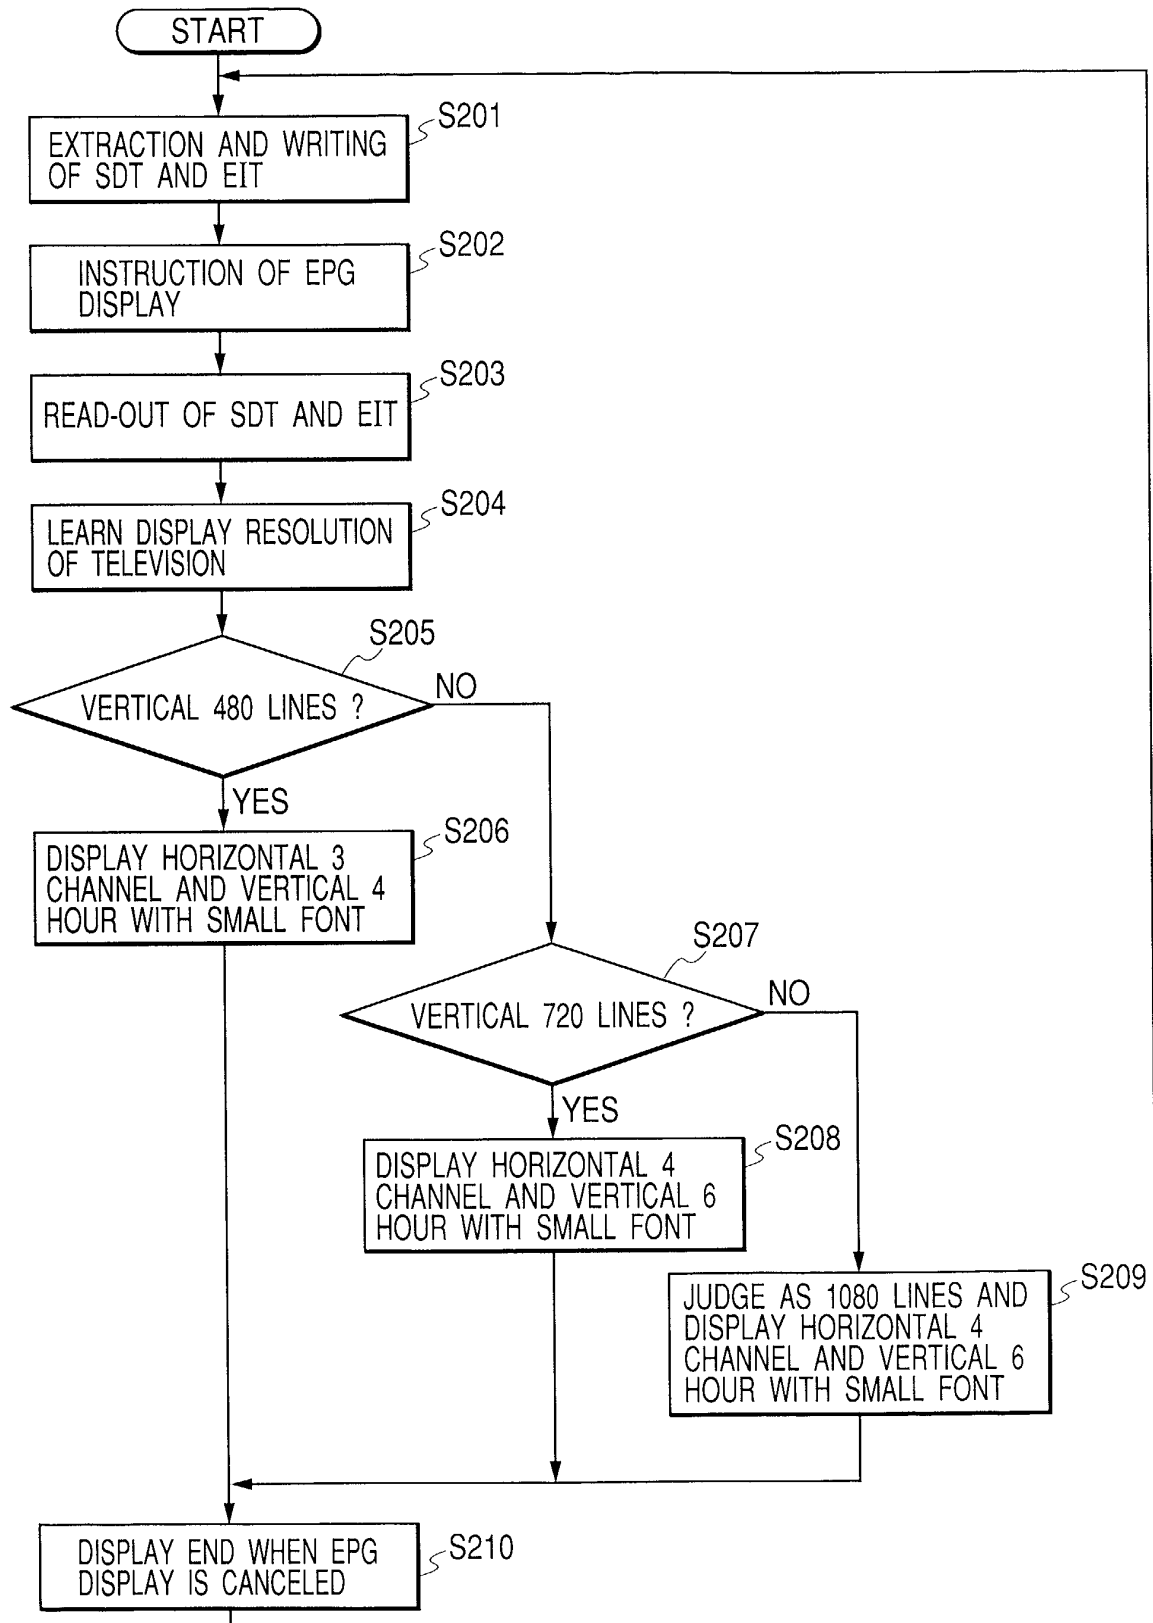 START
S201
EXTRACTION AND WRITING
OF SDT AND EIT
S202
INSTRUCTION OF EPG
DISPLAY
S203
READ-OUT OF SDT AND EIT
S204
LEARN DISPLAY RESOLUTION
OF TELEVISION
S205
VERTICAL 480 LINES ?
NO
YES
S206
DISPLAY HORIZONTAL 3
CHANNEL AND VERTICAL 4
HOUR WITH SMALL FONT
S207
VERTICAL 720 LINES ?
NO
YES
S208
DISPLAY HORIZONTAL 4
CHANNEL AND VERTICAL 6
HOUR WITH SMALL FONT
S209
JUDGE AS 1080 LINES AND
DISPLAY HORIZONTAL 4
CHANNEL AND VERTICAL 6
HOUR WITH SMALL FONT
S210
DISPLAY END WHEN EPG
DISPLAY IS CANCELED